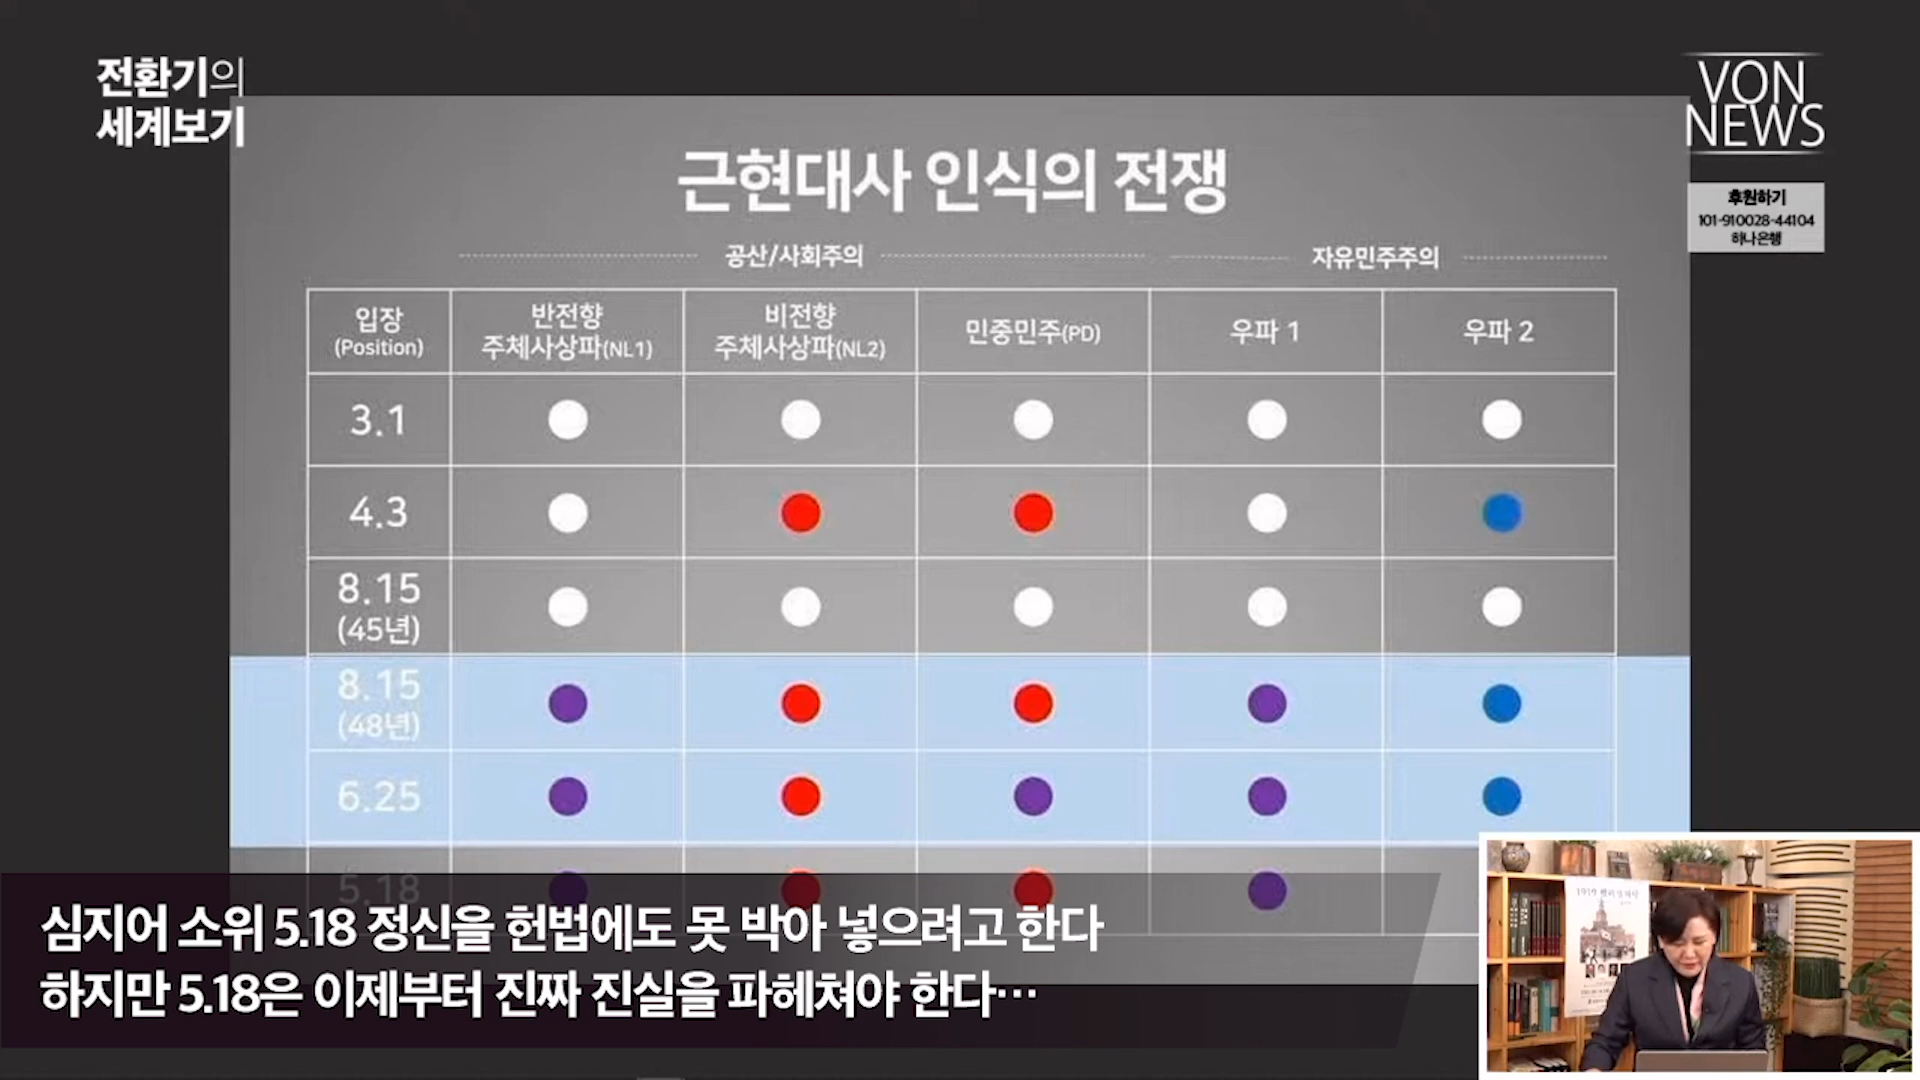 전환기의
세계보기
VON
NEWS
후원하기
101-910028-44104
하나은행
근현대사 인식의 전쟁
공산/사회주의
자유민주주의
입장
(Position)
반전향
주체사상파(NL1)
비전향
주체사상파(NL2)
민중민주(PD)
우파 1
우파 2
3.1
4.3
8.15
(45년)
8.15
(48년)
6.25
5.18
심지어 소위 5.18 정신을 헌법에도 못 박아 넣으려고 한다
하지만 5.18은 이제부터 진짜 진실을 파헤쳐야 한다…